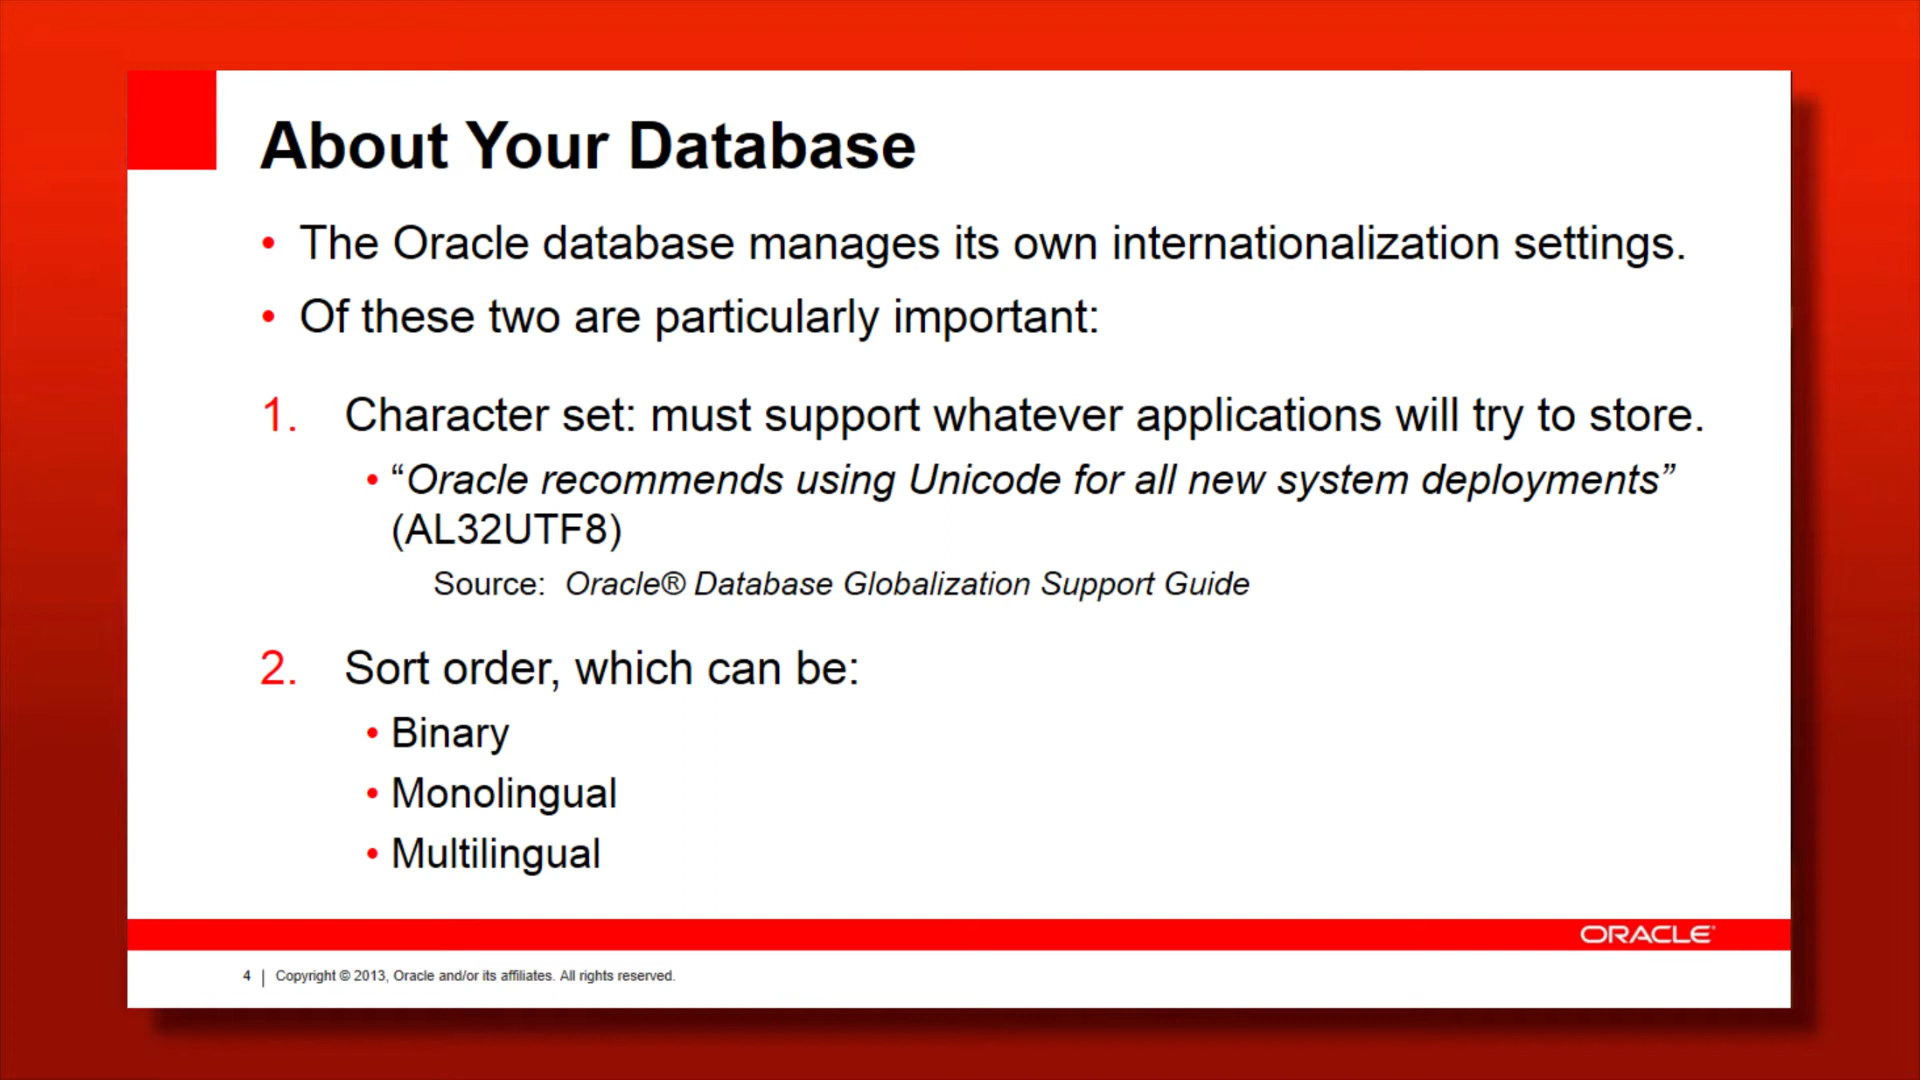 About Your Database
• The Oracle database manages its own internationalization settings.
• Of these two are particularly important:
1. Character set: must support whatever applications will try to store.
• “Oracle recommends using Unicode for all new system deployments”
(AL32UTF8)
Source: Oracle® Database Globalization Support Guide
2. Sort order, which can be:
• Binary
• Monolingual
• Multilingual
ORACLE
4 | Copyright © 2013, Oracle and/or its affiliates. All rights reserved.